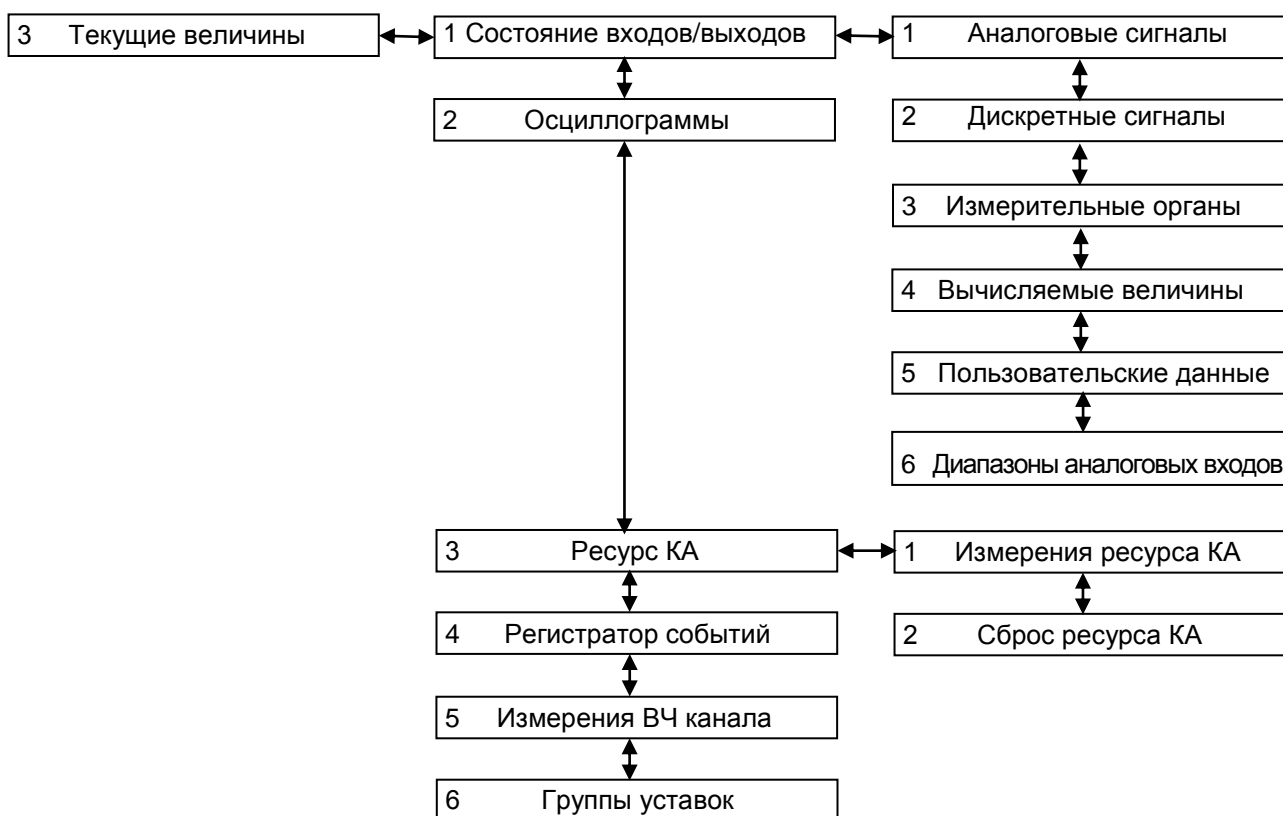 3 Текущие величины
1 Состояние входов/выходов
1 Аналоговые сигналы
2 Осциллограммы
2 Дискретные сигналы
3 Измерительные органы
4 Вычисляемые величины
5 Пользовательские данные
6 Диапазоны аналоговых входов
3 Ресурс КА
1 Измерения ресурса КА
4 Регистратор событий
2 Сброс ресурса КА
5 Измерения ВЧ канала
6 Группы уставок